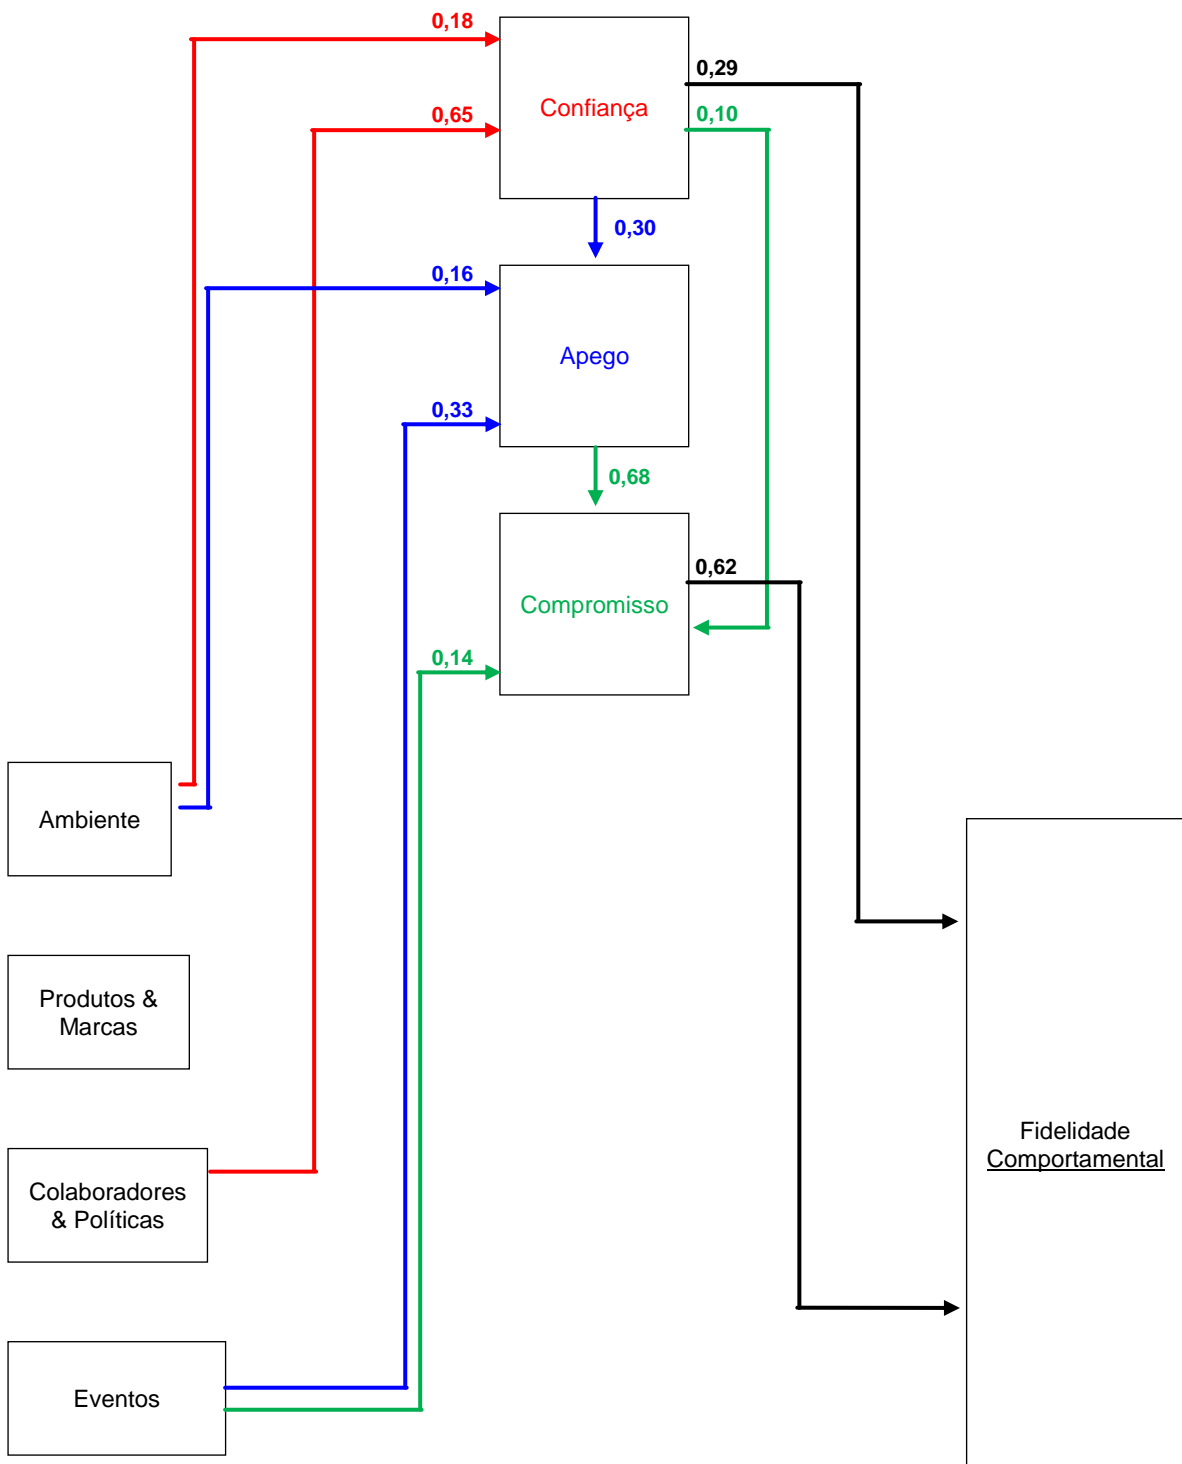 0,18
0,29
0,65
Confiança
0,10
0,30
0,16
Apego
0,33
0,68
0,62
Compromisso
0,14
Ambiente
Produtos &
Marcas
Fidelidade
Comportamental
Colaboradores
& Políticas
Eventos